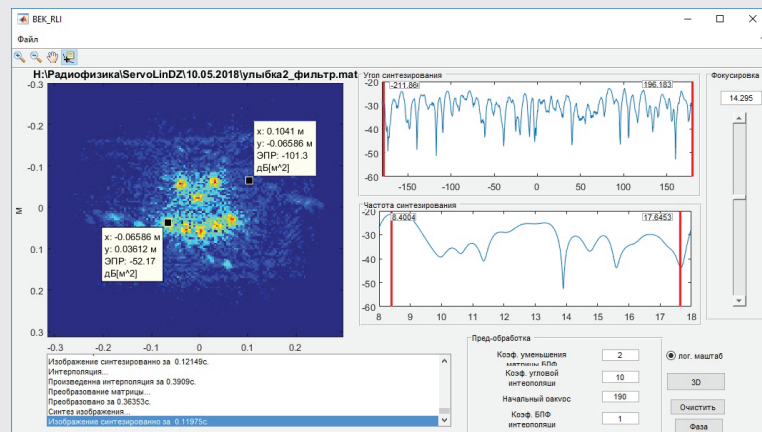 BEK_RLI
Файл
H:\Радиофизика\ServoLinDZ\10.05.2018\улыбка2_фильтр.mat
-0.3
-0.2
-0.1
0
0.1
0.2
0.3
м
-0.3 -0.2 -0.1 0 0.1 0.2
x: 0.1041 м
y: -0.06586 м
ЭПР: -101.3
дБ[м^2]
x: -0.06586 м
y: 0.03612 м
ЭПР: -52.17
дБ[м^2]
Угол синтезирования
-211.86 196.183
-20
-30
-40
-50
-60
-150 -100 -50 0 50 100 150
Частота синтезирования
8.4004 17.6453
-20
-30
-40
-50
-60
8 9 10 11 12 13 14 15 16 17 18
Фокусировка
14.295
Изображение синтезированно за 0.12149с.
Интерполяция...
Произведенна интерполяция за 0.3909с.
Преобразование матрицы...
Преобразовано за 0.36353с.
Синтез изображения...
Изображение синтезированно за 0.11975с.
Пред-обработка
Коэф. уменьшения
матрицы БПФ
2
Коэф. угловой
интерполяции
10
Начальный ракурс
190
Коэф. БПФ
интерполяции
1
лог. маштаб
3D
Очистить
Фаза